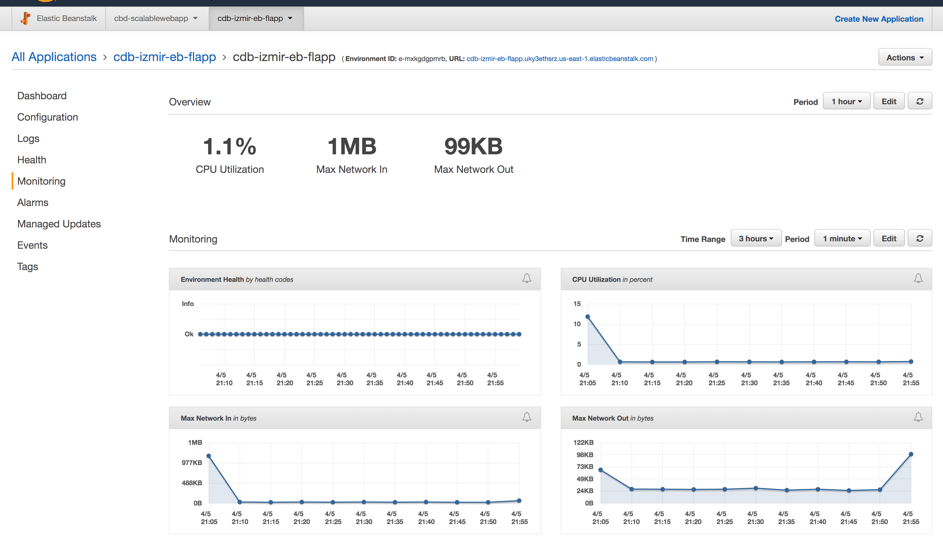 Elastic Beanstalk cbd-scalablewebapp cdb-izmir-eb-flapp Create New Application
All Applications > cdb-izmir-eb-flapp > cdb-izmir-eb-flapp ( Environment ID: e-mxkgdgpmrb, URL: cdb-izmir-eb-flapp.uky3ethsrz.us-east-1.elasticbeanstalk.com ) Actions
Dashboard
Configuration
Logs
Health
Monitoring
Alarms
Managed Updates
Events
Tags
Overview Period 1 hour Edit
1.1% 1MB 99KB
CPU Utilization Max Network In Max Network Out
Monitoring Time Range 3 hours Period 1 minute Edit
Environment Health by health codes
Info
Ok
4/5 4/5 4/5 4/5 4/5 4/5 4/5 4/5 4/5 4/5
21:10 21:15 21:20 21:25 21:30 21:35 21:40 21:45 21:50 21:55
CPU Utilization in percent
15
10
5
0
4/5 4/5 4/5 4/5 4/5 4/5 4/5 4/5 4/5 4/5 4/5
21:05 21:10 21:15 21:20 21:25 21:30 21:35 21:40 21:45 21:50 21:55
Max Network In in bytes
1MB
977KB
488KB
0B
4/5 4/5 4/5 4/5 4/5 4/5 4/5 4/5 4/5 4/5 4/5
21:05 21:10 21:15 21:20 21:25 21:30 21:35 21:40 21:45 21:50 21:55
Max Network Out in bytes
122KB
98KB
73KB
49KB
24KB
0B
4/5 4/5 4/5 4/5 4/5 4/5 4/5 4/5 4/5 4/5 4/5
21:05 21:10 21:15 21:20 21:25 21:30 21:35 21:40 21:45 21:50 21:55